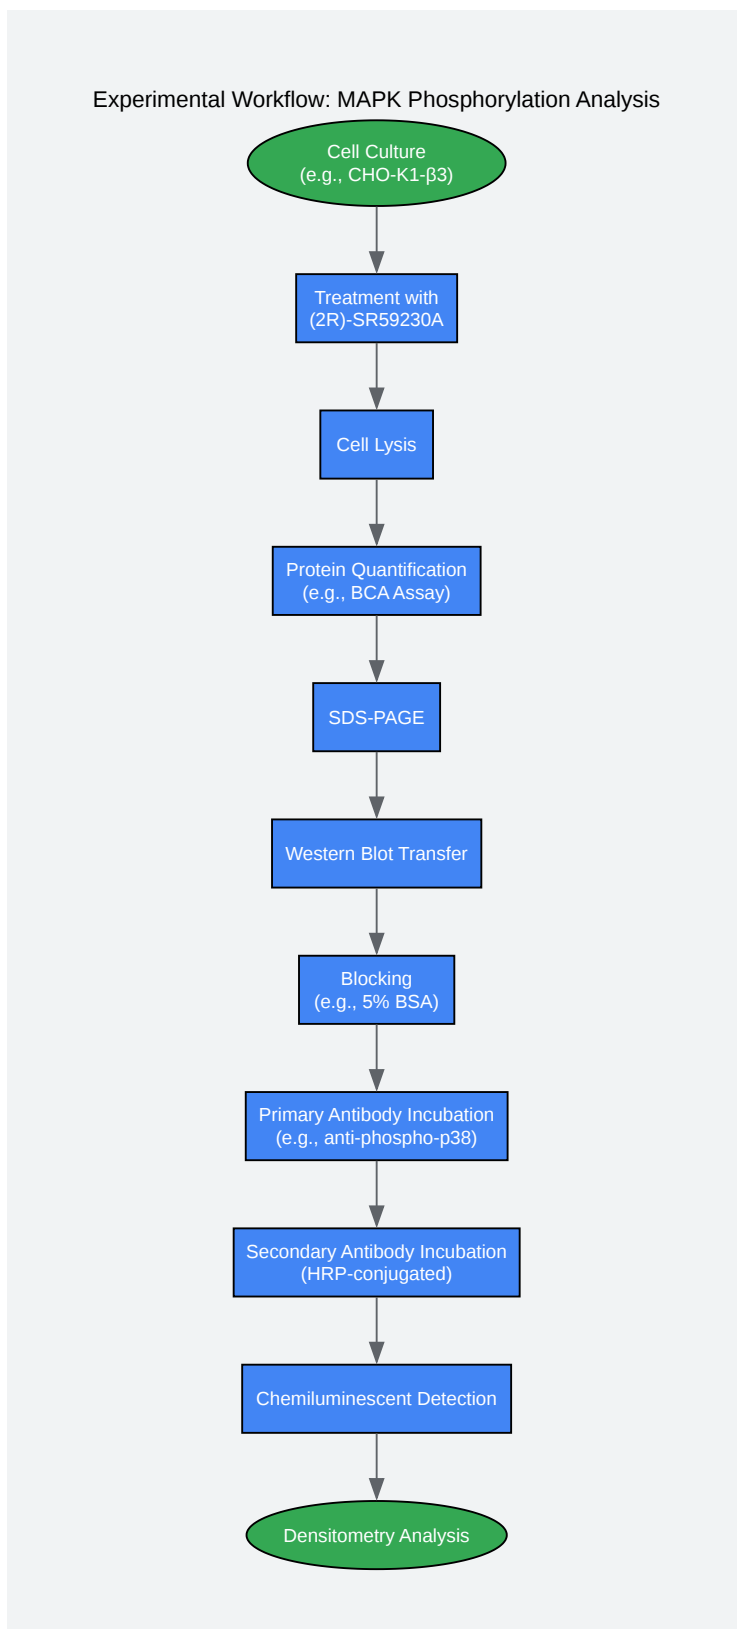 Experimental Workflow: MAPK Phosphorylation Analysis
Cell Culture
(e.g., CHO-K1-β3)
Treatment with
(2R)-SR59230A
Cell Lysis
Protein Quantification
(e.g., BCA Assay)
SDS-PAGE
Western Blot Transfer
Blocking
(e.g., 5% BSA)
Primary Antibody Incubation
(e.g., anti-phospho-p38)
Secondary Antibody Incubation
(HRP-conjugated)
Chemiluminescent Detection
Densitometry Analysis